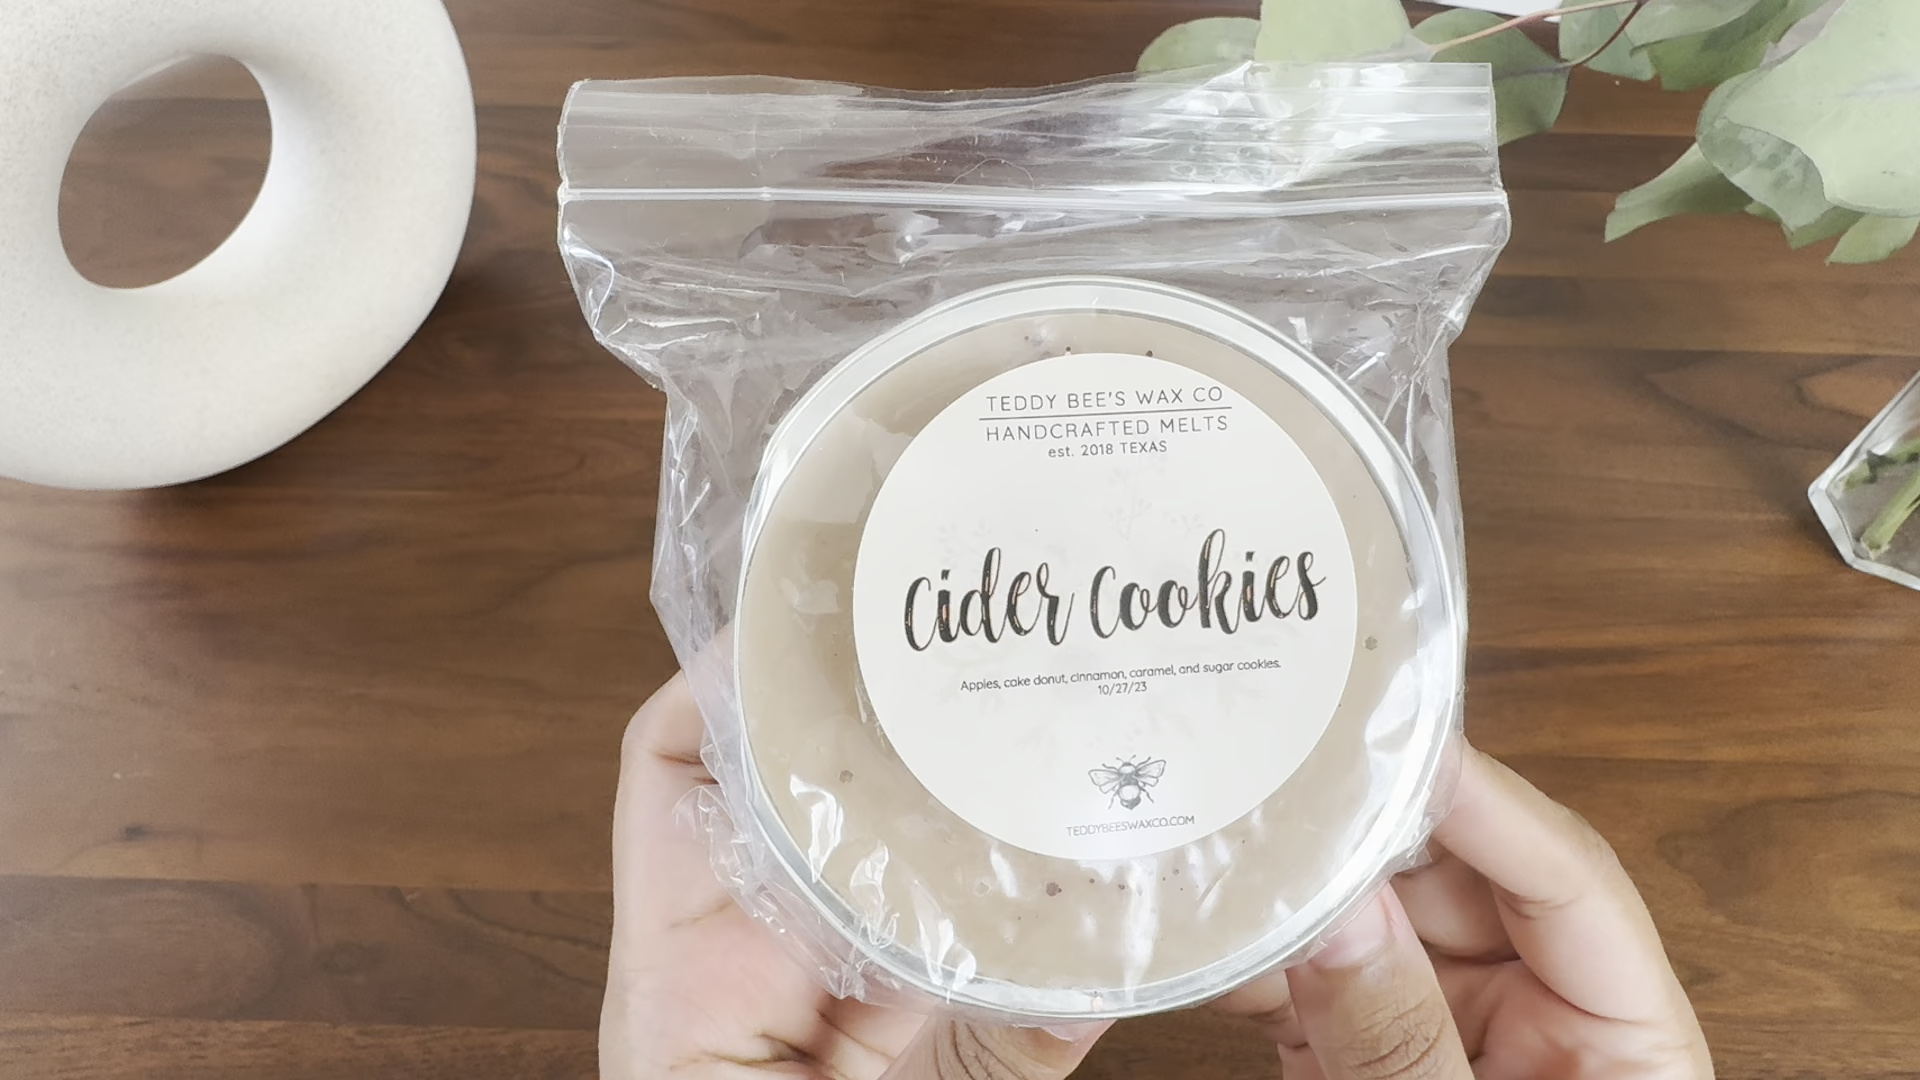 TEDDY BEE'S WAX CO
HANDCRAFTED MELTS
est. 2018 TEXAS
Cider Cookies
Apples, cake donut, cinnamon, caramel, and sugar cookies.
10/27/23
TEDDYBEESWAXCO.COM